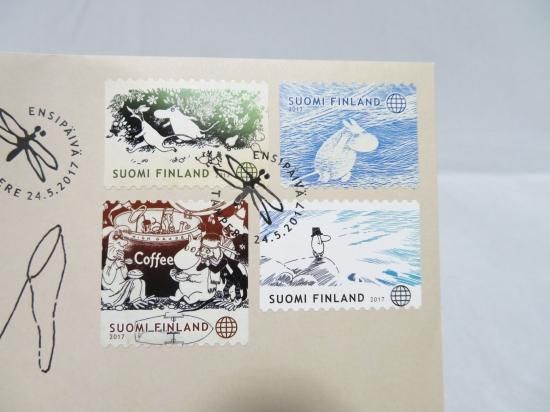 ENSIPÄIVÄ
24.5.2017
SUOMI FINLAND
SUOMI FINLAND
2017
ENSIPÄIVÄ
24.5.2017
Coffee
SUOMI FINLAND
2017
SUOMI FINLAND 2017